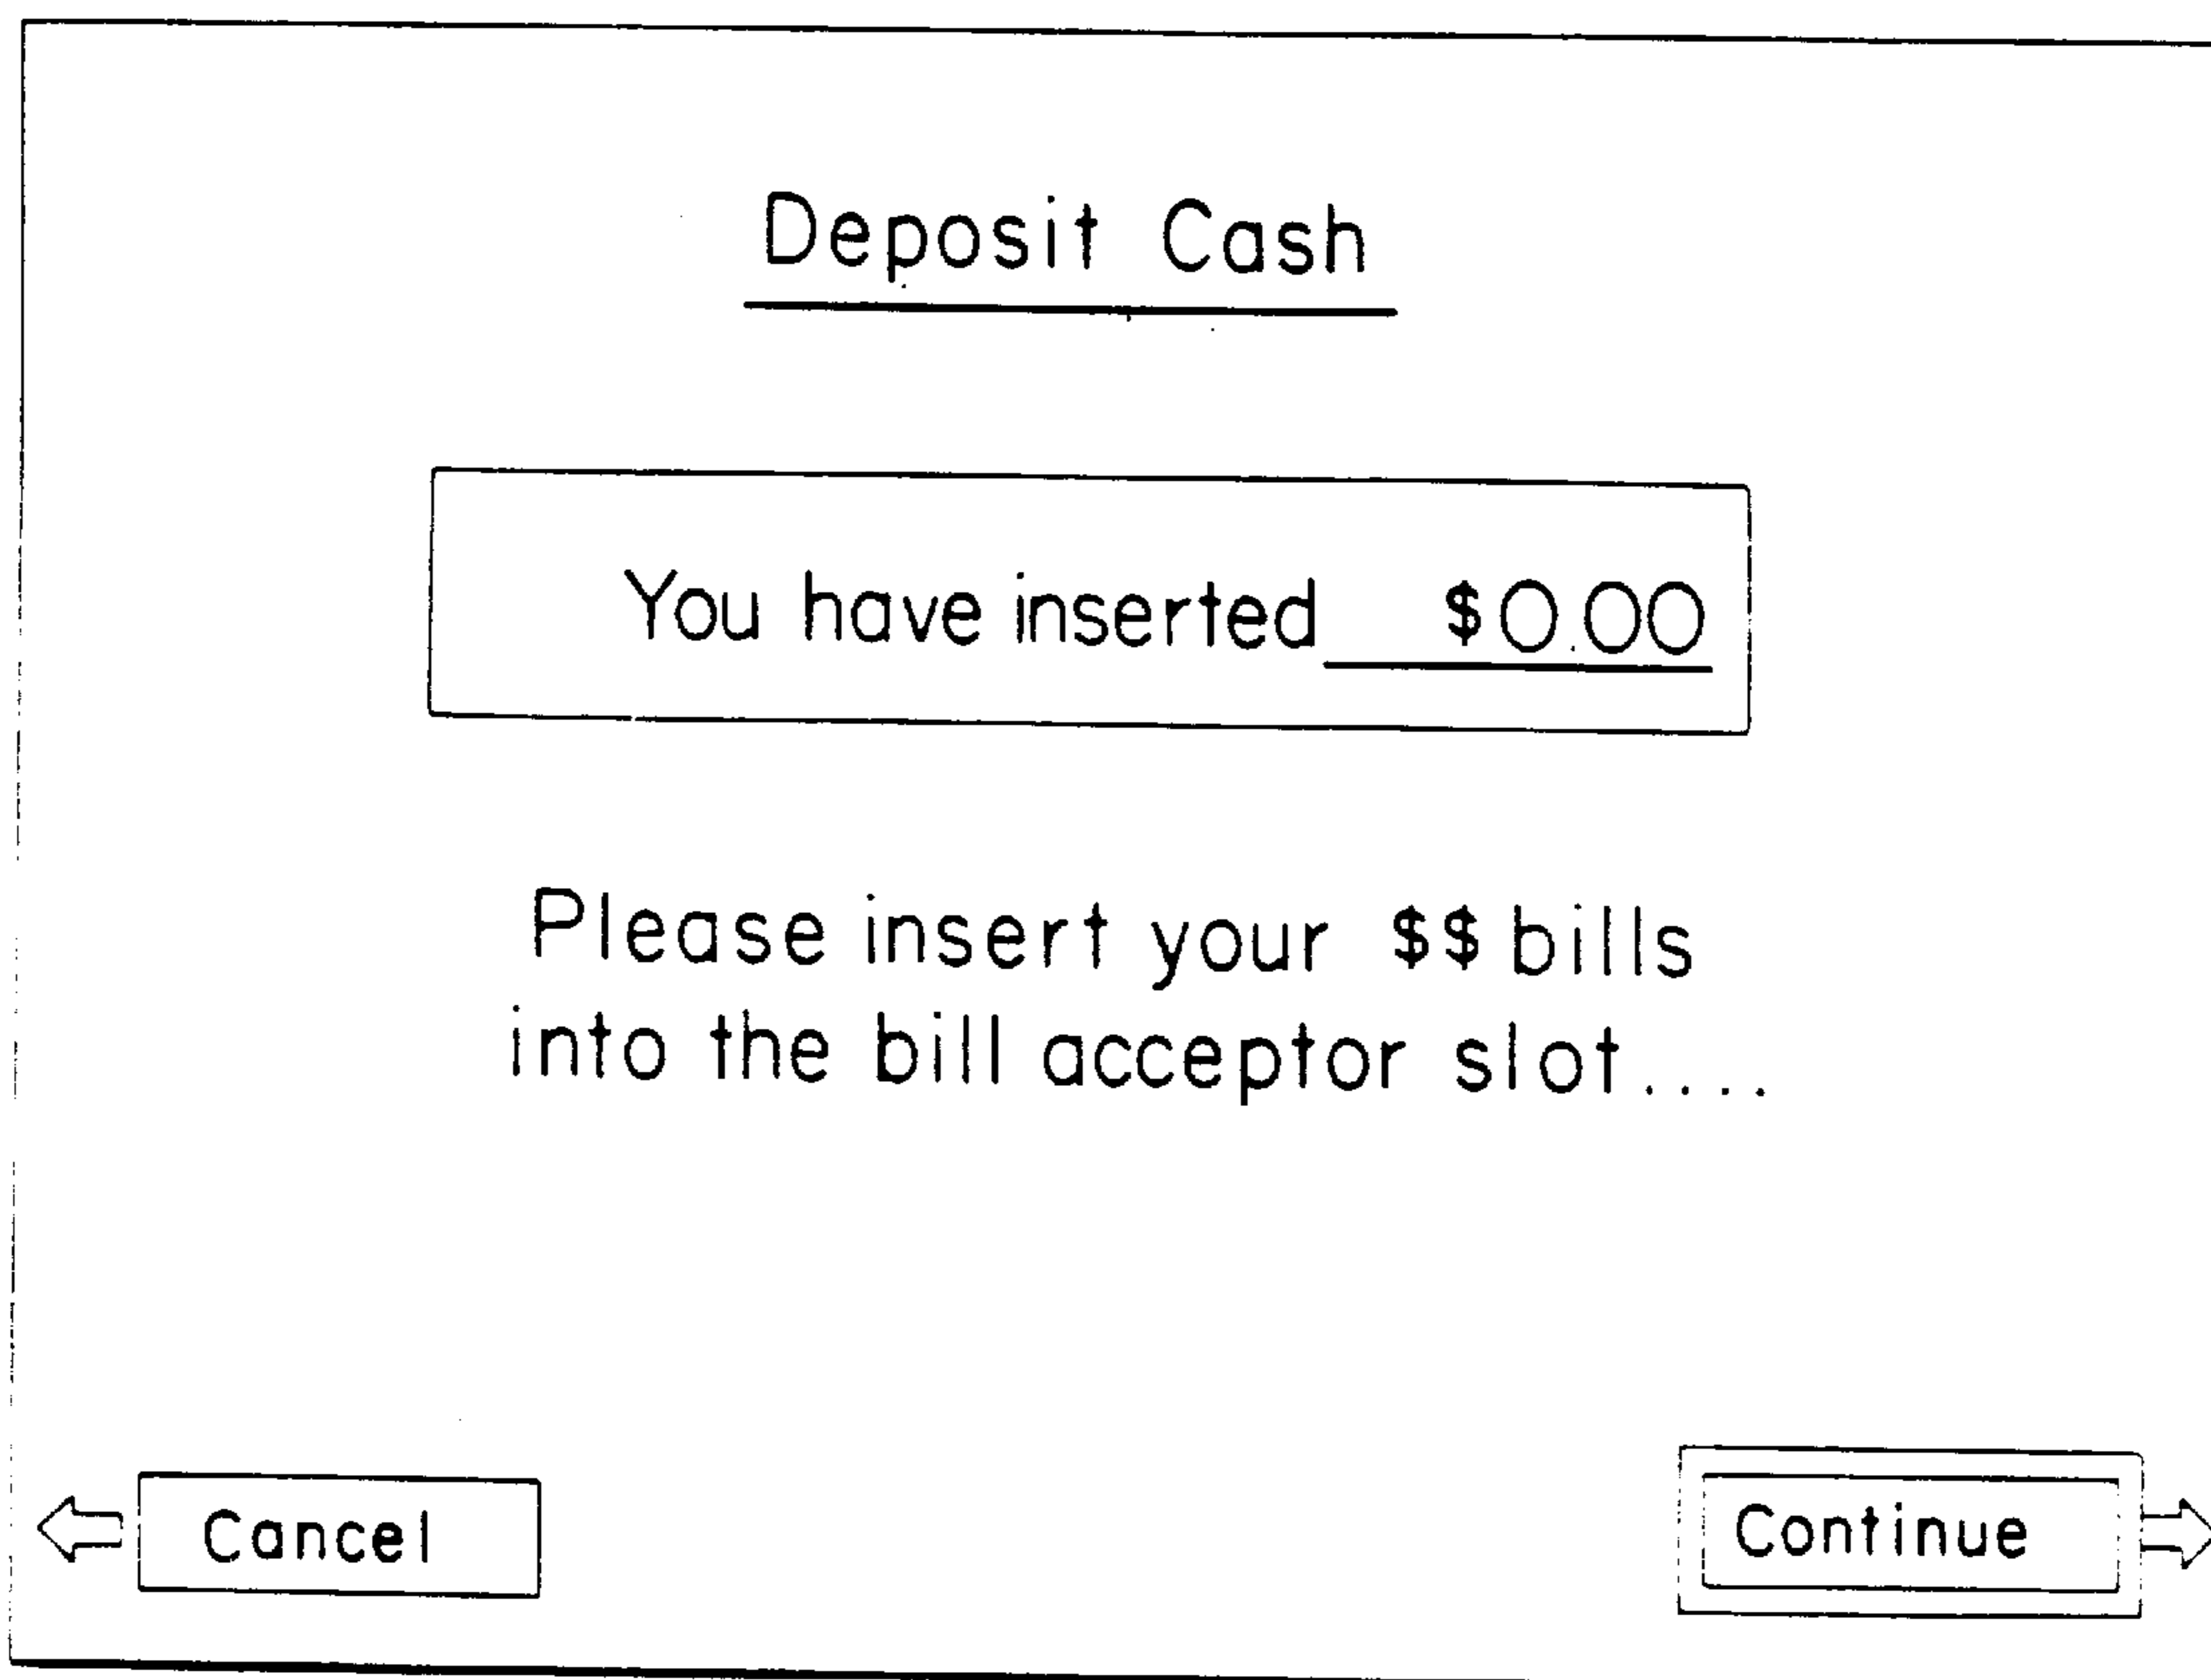 Deposit Cash
You have inserted $0.00
Please insert your $$ bills
into the bill acceptor slot....
Cancel
Continue